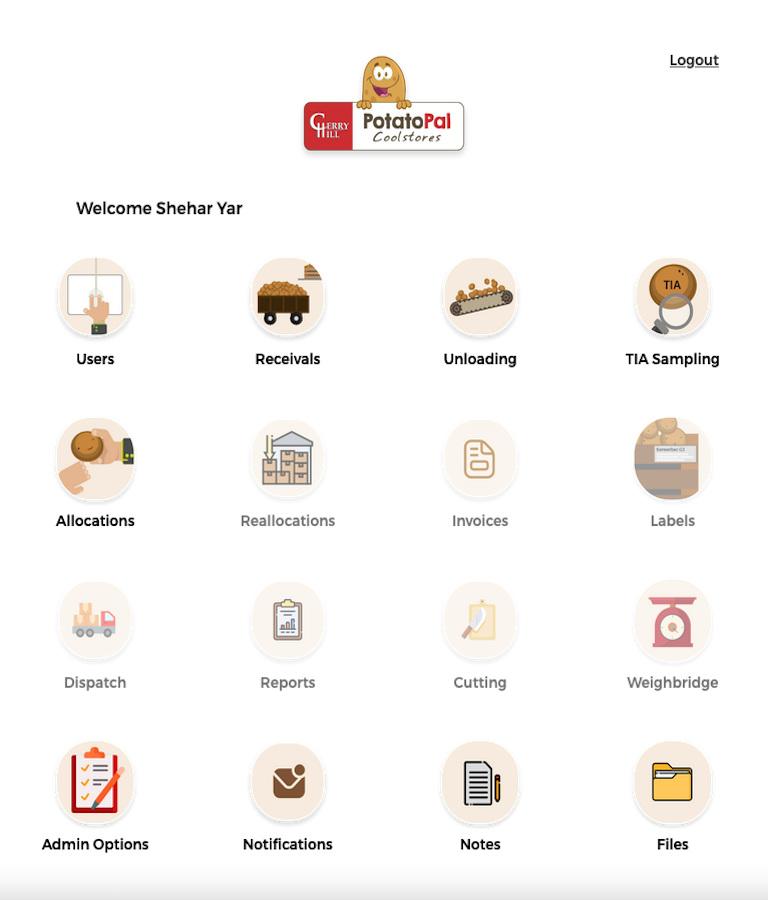 Logout
CHERRY HILL
PotatoPal
Coolstores
Welcome Shehar Yar
TIA
Users
Receivals
Unloading
TIA Sampling
Allocations
Reallocations
Invoices
Labels
Dispatch
Reports
Cutting
Weighbridge
Admin Options
Notifications
Notes
Files